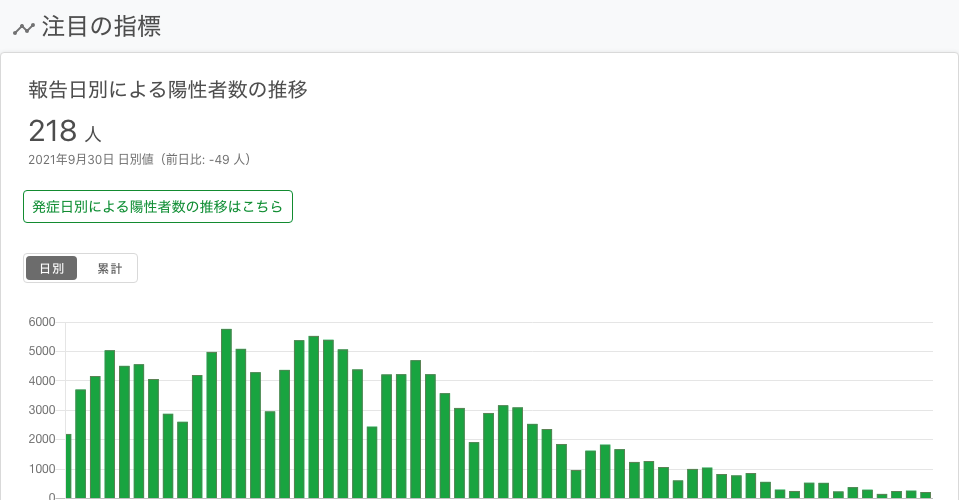 注目の指標
報告日別による陽性者数の推移
218 人
2021年9月30日 日別値（前日比: -49 人）
発症日別による陽性者数の推移はこちら
日別 累計
6000
5000
4000
3000
2000
1000
0